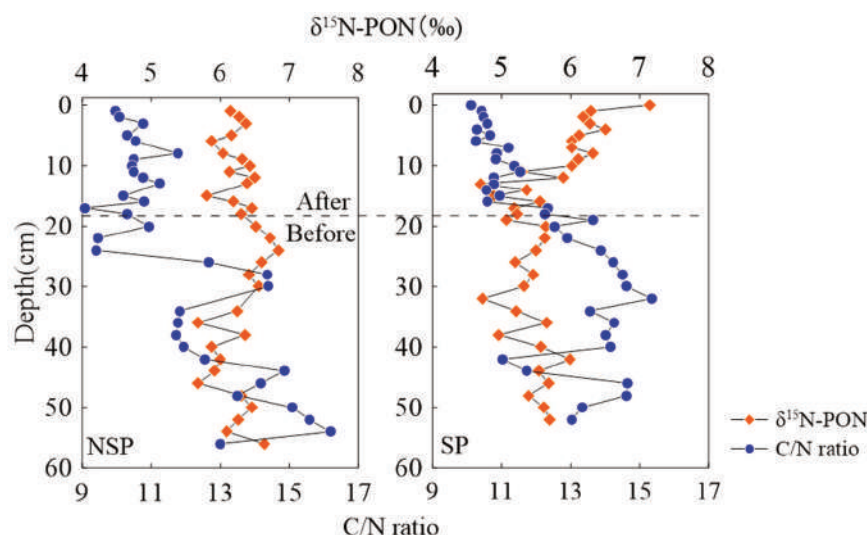 δ¹⁵N-PON(‰)
4 5 6 7 8 4 5 6 7 8
0
10
20
30
40
50
60
Depth(cm)
After
Before
NSP
SP
0
10
20
30
40
50
60
δ¹⁵N-PON
C/N ratio
9 11 13 15 17 9 11 13 15 17
C/N ratio